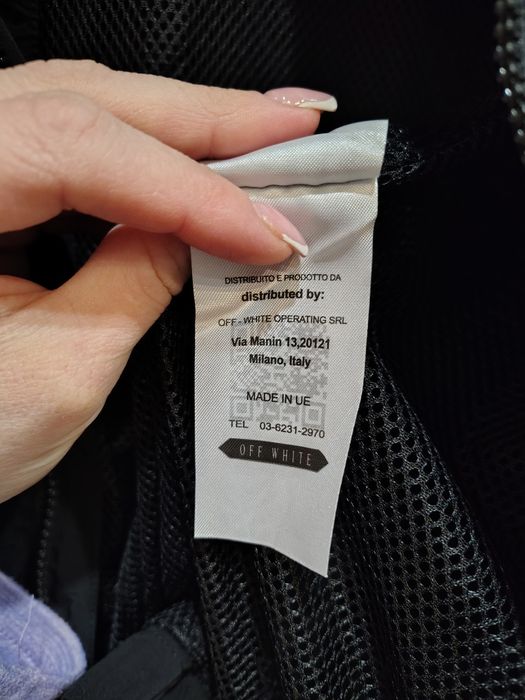 DISTRIBUITO E PRODOTTO DA
distributed by:
OFF - WHITE OPERATING SRL
Via Manin 13,20121
Milano, Italy
MADE IN UE
TEL 03-6231-2970
OFF WHITE